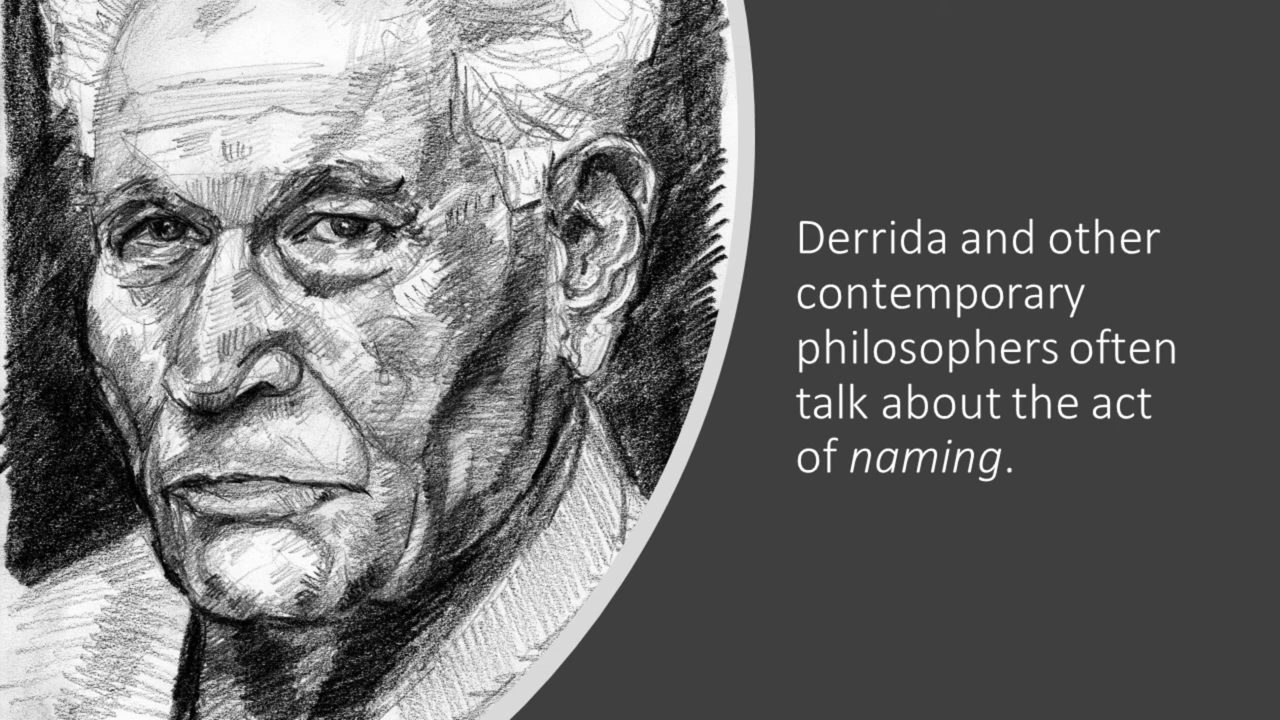 Derrida and other
contemporary
philosophers often
talk about the act
of naming.